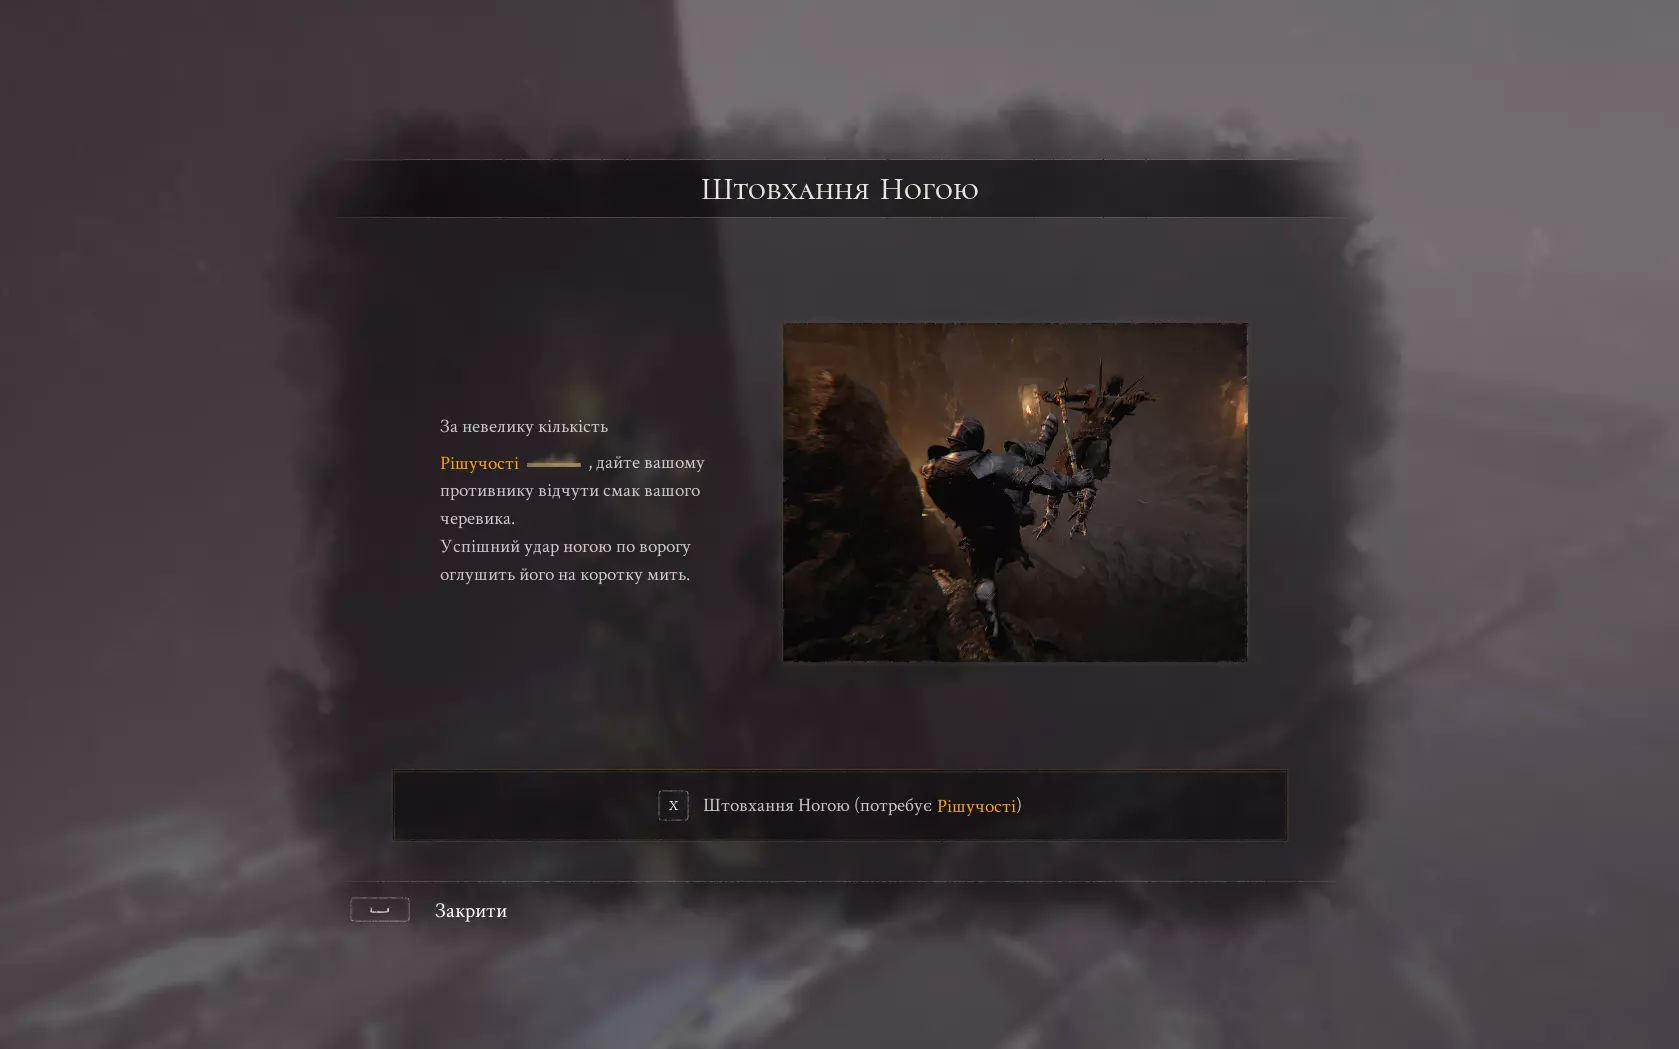 Штовхання Ногою
За невелику кількість
Рішучості , дайте вашому
противнику відчути смак вашого
черевика.
Успішний удар ногою по ворогу
оглушить його на коротку мить.
X Штовхання Ногою (потребує Рішучості)
Закрити